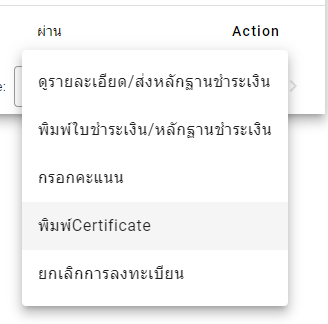 ผ่าน Action
ดูรายละเอียด/ส่งหลักฐานชำระเงิน
พิมพ์ใบชำระเงิน/หลักฐานชำระเงิน
กรอกคะแนน
พิมพ์Certificate
ยกเลิกการลงทะเบียน